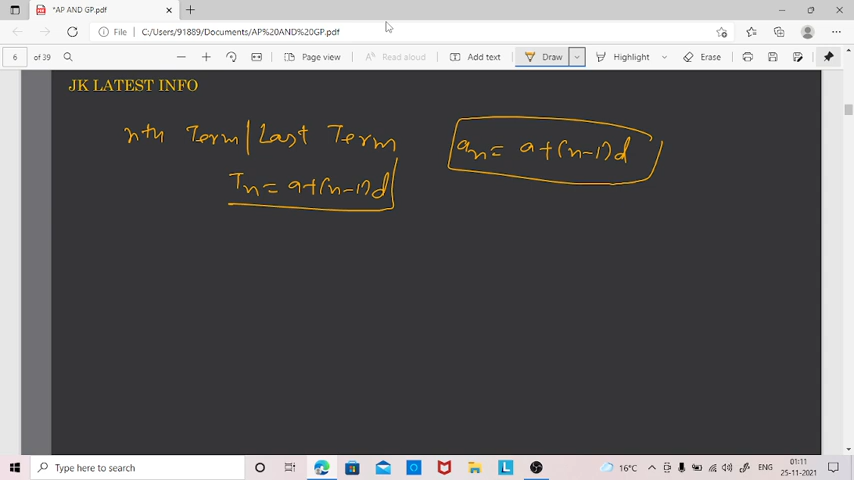 *AP AND GP.pdf
File
C:/Users/91889/Documents/AP%20AND%20GP.pdf
6 of 39
Page view
Read aloud
Add text
Draw
Highlight
Erase
JK LATEST INFO
nth Term | Last Term
an = a+(n-1)d
Tn = a+(n-1)d
Type here to search
16°C
ENG
01:11
25-11-2021